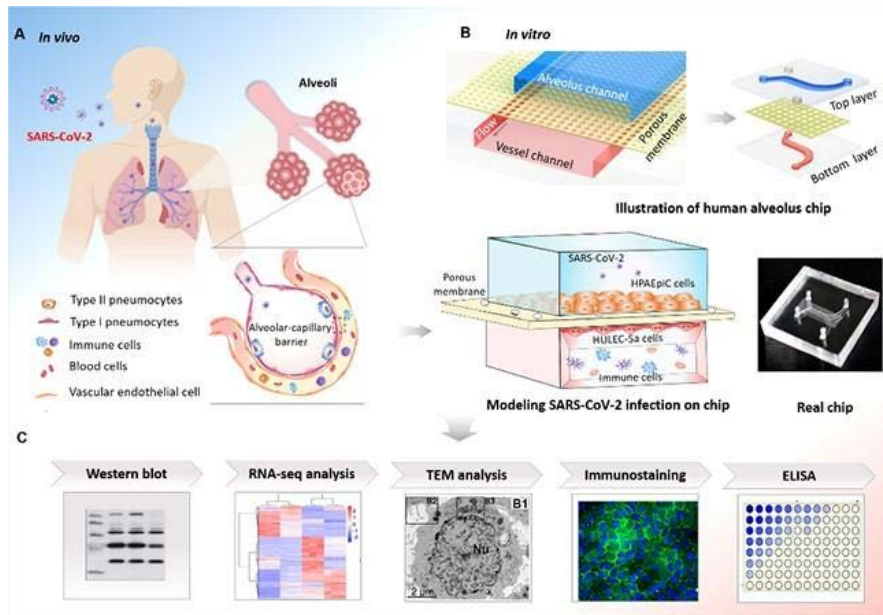 A
In vivo
SARS-CoV-2
Alveoli
Type II pneumocytes
Type I pneumocytes
Immune cells
Blood cells
Vascular endothelial cell
Alveolar-capillary
barrier
B
In vitro
Alveolus channel
Flow
Vessel channel
Porous
membrane
Top layer
Bottom layer
Illustration of human alveolus chip
SARS-CoV-2
HPAEpiC cells
Porous
membrane
HULEC-5a cells
Immune cells
Modeling SARS-CoV-2 infection on chip
Real chip
C
Western blot
RNA-seq analysis
TEM analysis
Immunostaining
ELISA
B2
B3
B1
Nu
2 μm